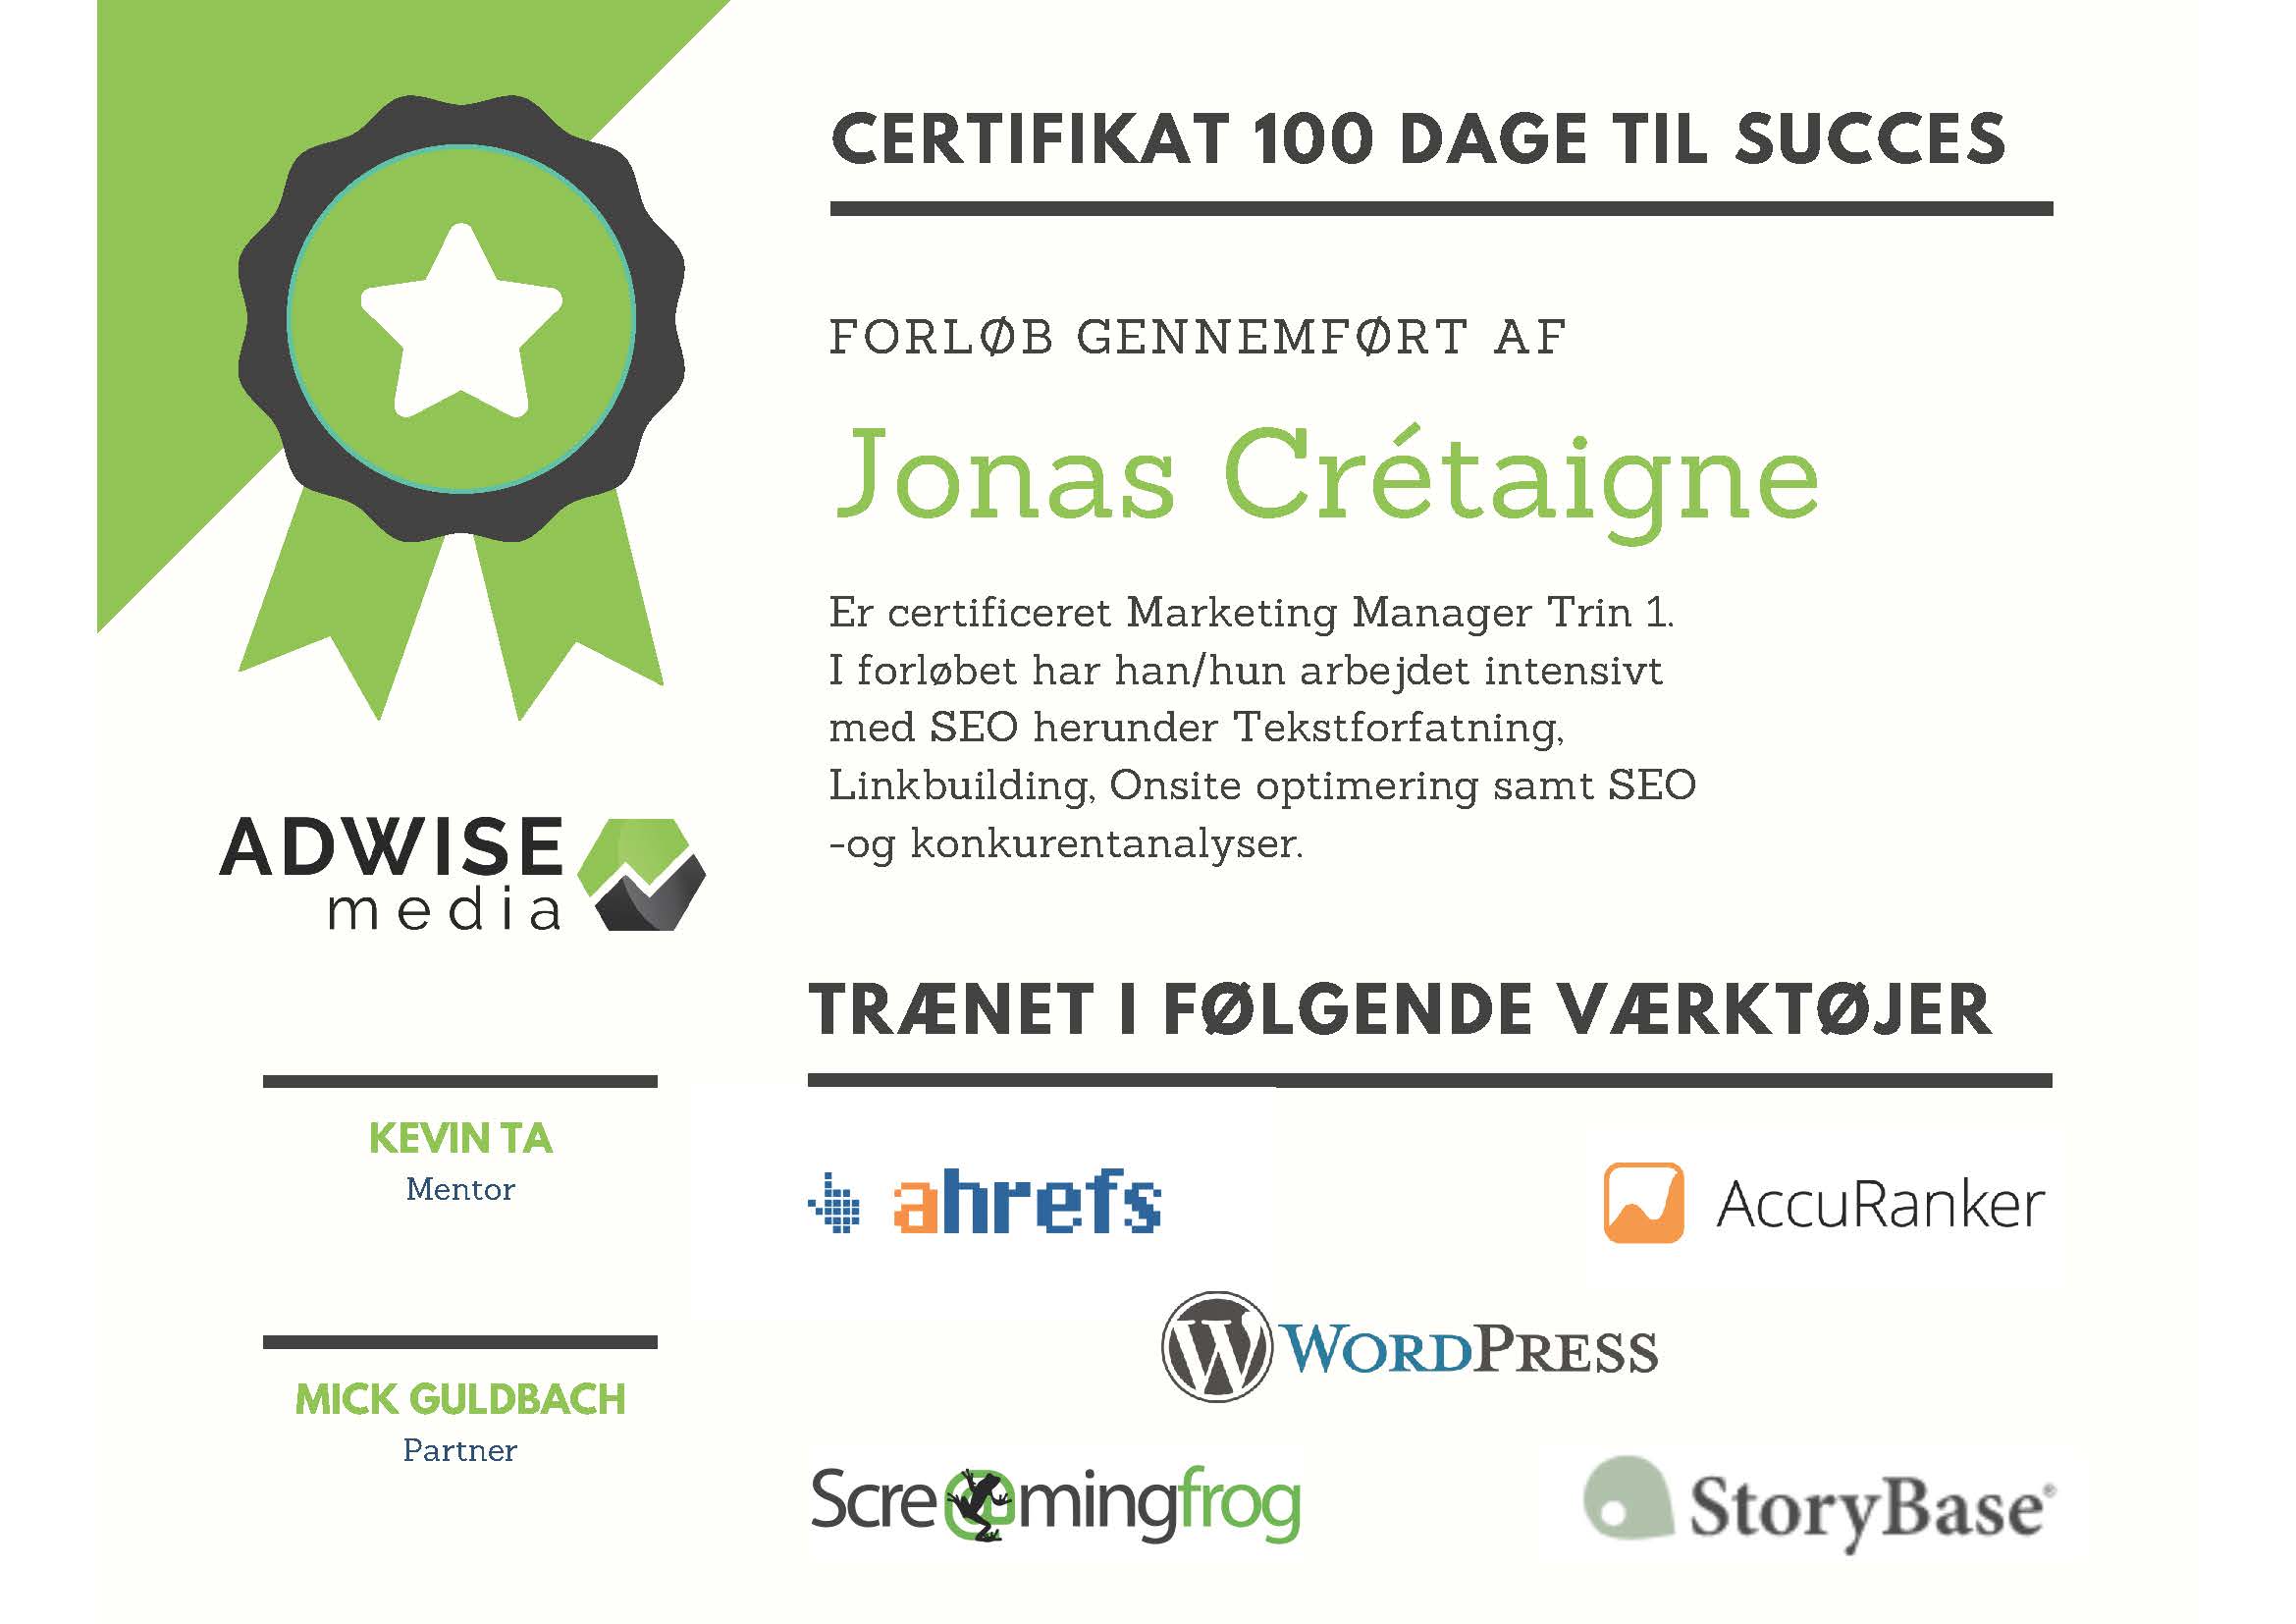 CERTIFIKAT 100 DAGE TIL SUCCES
FORLØB GENNEMFØRT AF
Jonas Crétaigne
Er certificeret Marketing Manager Trin 1.
I forløbet har han/hun arbejdet intensivt
med SEO herunder Tekstforfatning,
Linkbuilding, Onsite optimering samt SEO
-og konkurentanalyser.
ADWISE
media
TRÆNET I FØLGENDE VÆRKTØJER
KEVIN TA
Mentor
MICK GULDBACH
Partner
ahrefs
AccuRanker
WORDPRESS
Scre@mingfrog
StoryBase®